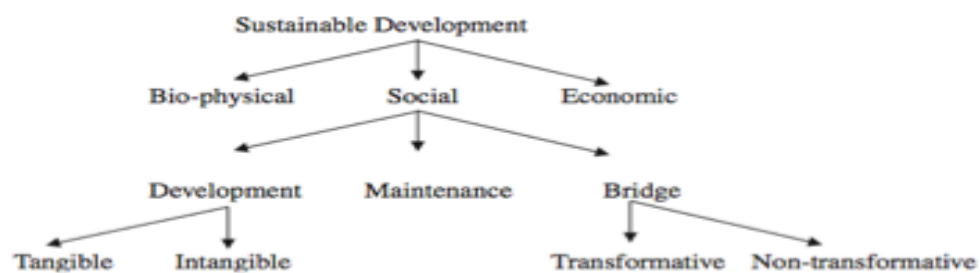 Sustainable Development
Bio-physical Social Economic
Development Maintenance Bridge
Tangible Intangible Transformative Non-transformative